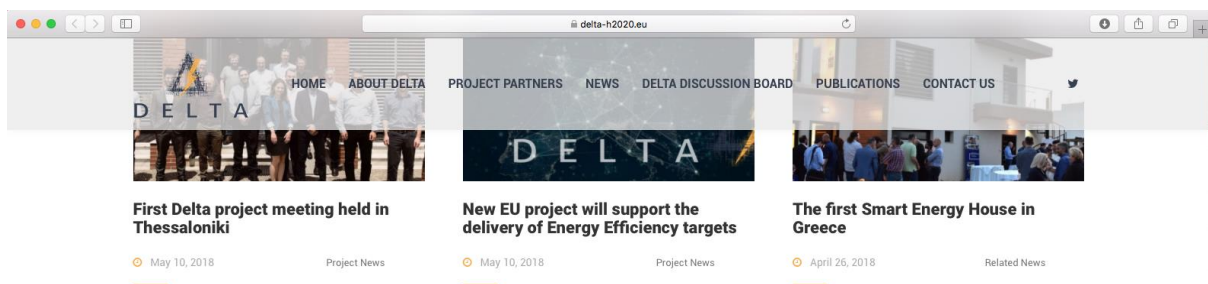 delta-h2020.eu
DELTA
HOME ABOUT DELTA PROJECT PARTNERS NEWS DELTA DISCUSSION BOARD PUBLICATIONS CONTACT US
DELTA
First Delta project meeting held in
Thessaloniki
May 10, 2018 Project News
New EU project will support the
delivery of Energy Efficiency targets
May 10, 2018 Project News
The first Smart Energy House in
Greece
April 26, 2018 Related News